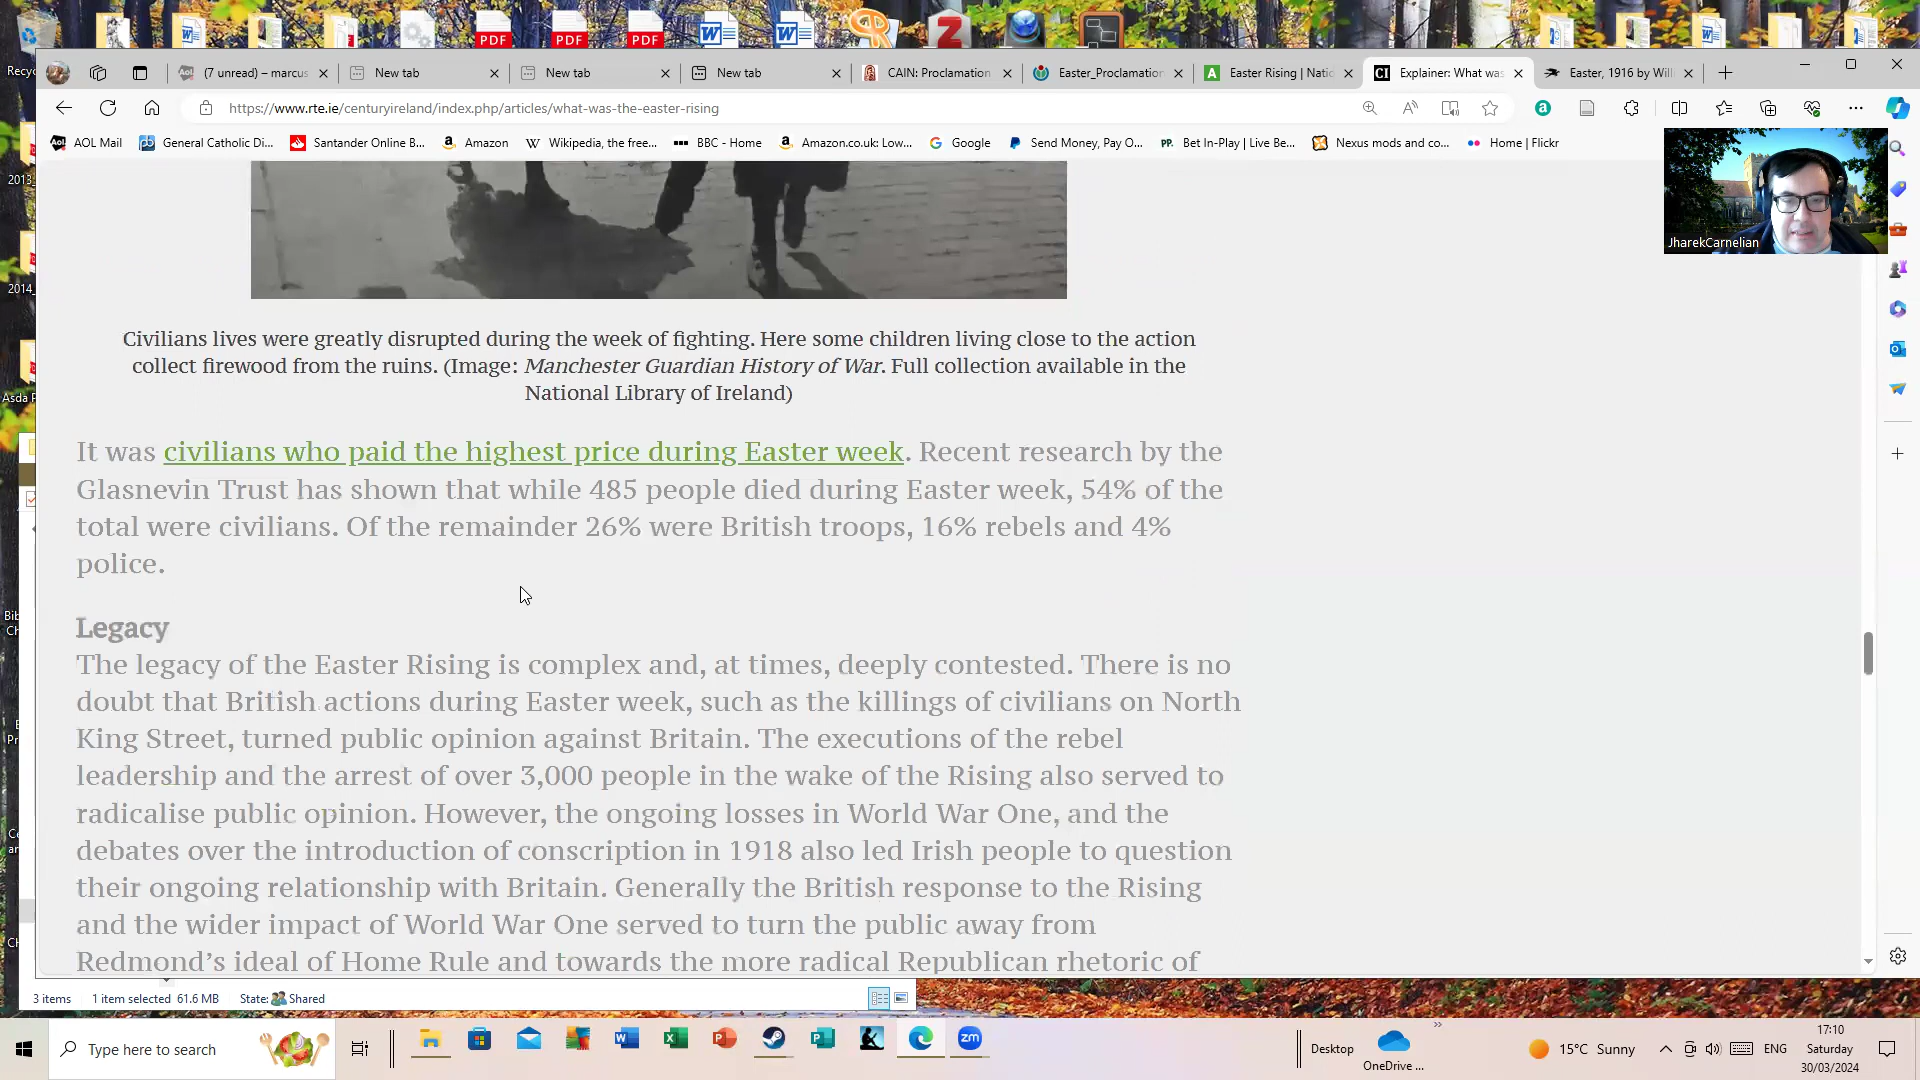 PDF
PDF
PDF
Recyc
(7 unread) – marcus
New tab
New tab
New tab
CAIN: Proclamation
Easter_Proclamation
Easter Rising | Natio
Explainer: What was
Easter, 1916 by Will
https://www.rte.ie/centuryireland/index.php/articles/what-was-the-easter-rising
AOL Mail
General Catholic Di...
Santander Online B...
Amazon
Wikipedia, the free...
BBC - Home
Amazon.co.uk: Low...
Google
Send Money, Pay O...
Bet In-Play | Live Be...
Nexus mods and co...
Home | Flickr
JharekCarnelian
2013_
2014_
Asda P
Civilians lives were greatly disrupted during the week of fighting. Here some children living close to the action
collect firewood from the ruins. (Image: Manchester Guardian History of War. Full collection available in the
National Library of Ireland)
It was civilians who paid the highest price during Easter week. Recent research by the
Glasnevin Trust has shown that while 485 people died during Easter week, 54% of the
total were civilians. Of the remainder 26% were British troops, 16% rebels and 4%
police.
Legacy
The legacy of the Easter Rising is complex and, at times, deeply contested. There is no
doubt that British actions during Easter week, such as the killings of civilians on North
King Street, turned public opinion against Britain. The executions of the rebel
leadership and the arrest of over 3,000 people in the wake of the Rising also served to
radicalise public opinion. However, the ongoing losses in World War One, and the
debates over the introduction of conscription in 1918 also led Irish people to question
their ongoing relationship with Britain. Generally the British response to the Rising
and the wider impact of World War One served to turn the public away from
Redmond’s ideal of Home Rule and towards the more radical Republican rhetoric of
3 items
1 item selected 61.6 MB
State:
Shared
Type here to search
Desktop
OneDrive ...
15°C Sunny
ENG
17:10
Saturday
30/03/2024